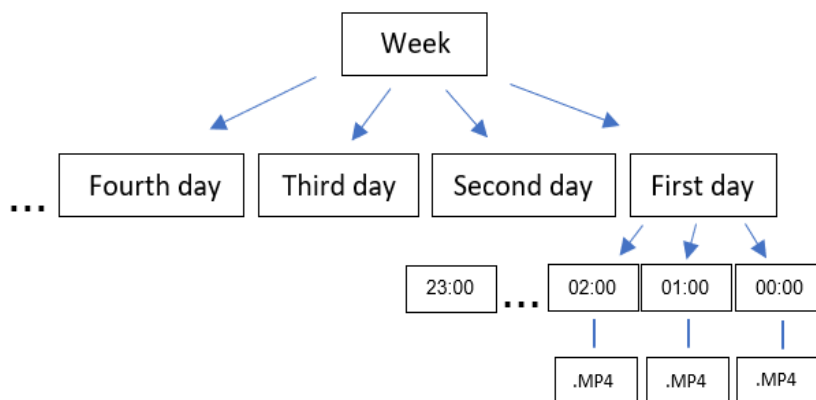 Week
... Fourth day Third day Second day First day
23:00 ... 02:00 01:00 00:00
.MP4 .MP4 .MP4